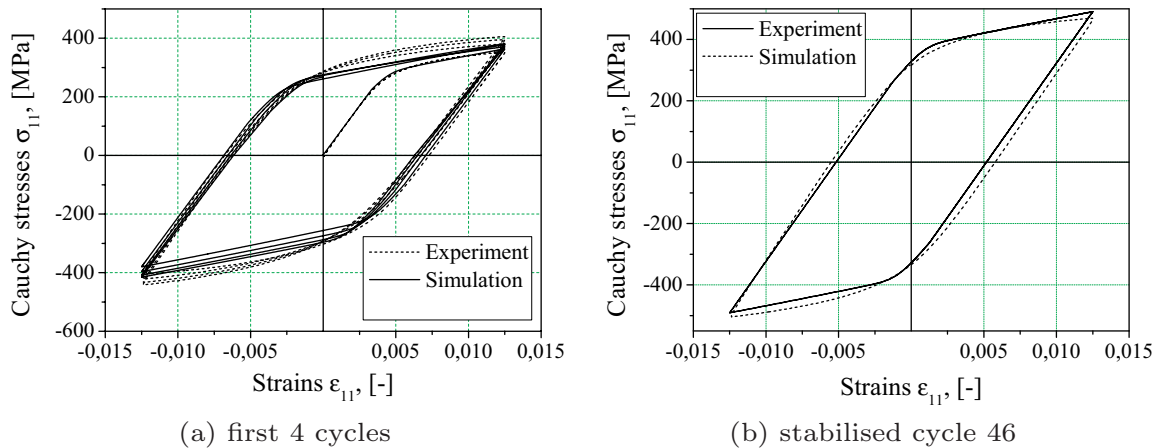 400
200
0
-200
-400
-600
Cauchy stresses σ₁₁, [MPa]
Experiment
Simulation
-0,015
-0,010
-0,005
0,005
0,010
0,015
Strains ε₁₁, [-]
(a) first 4 cycles
400
200
0
-200
-400
Cauchy stresses σ₁₁, [MPa]
Experiment
Simulation
-0,015
-0,010
-0,005
0,005
0,010
0,015
Strains ε₁₁, [-]
(b) stabilised cycle 46